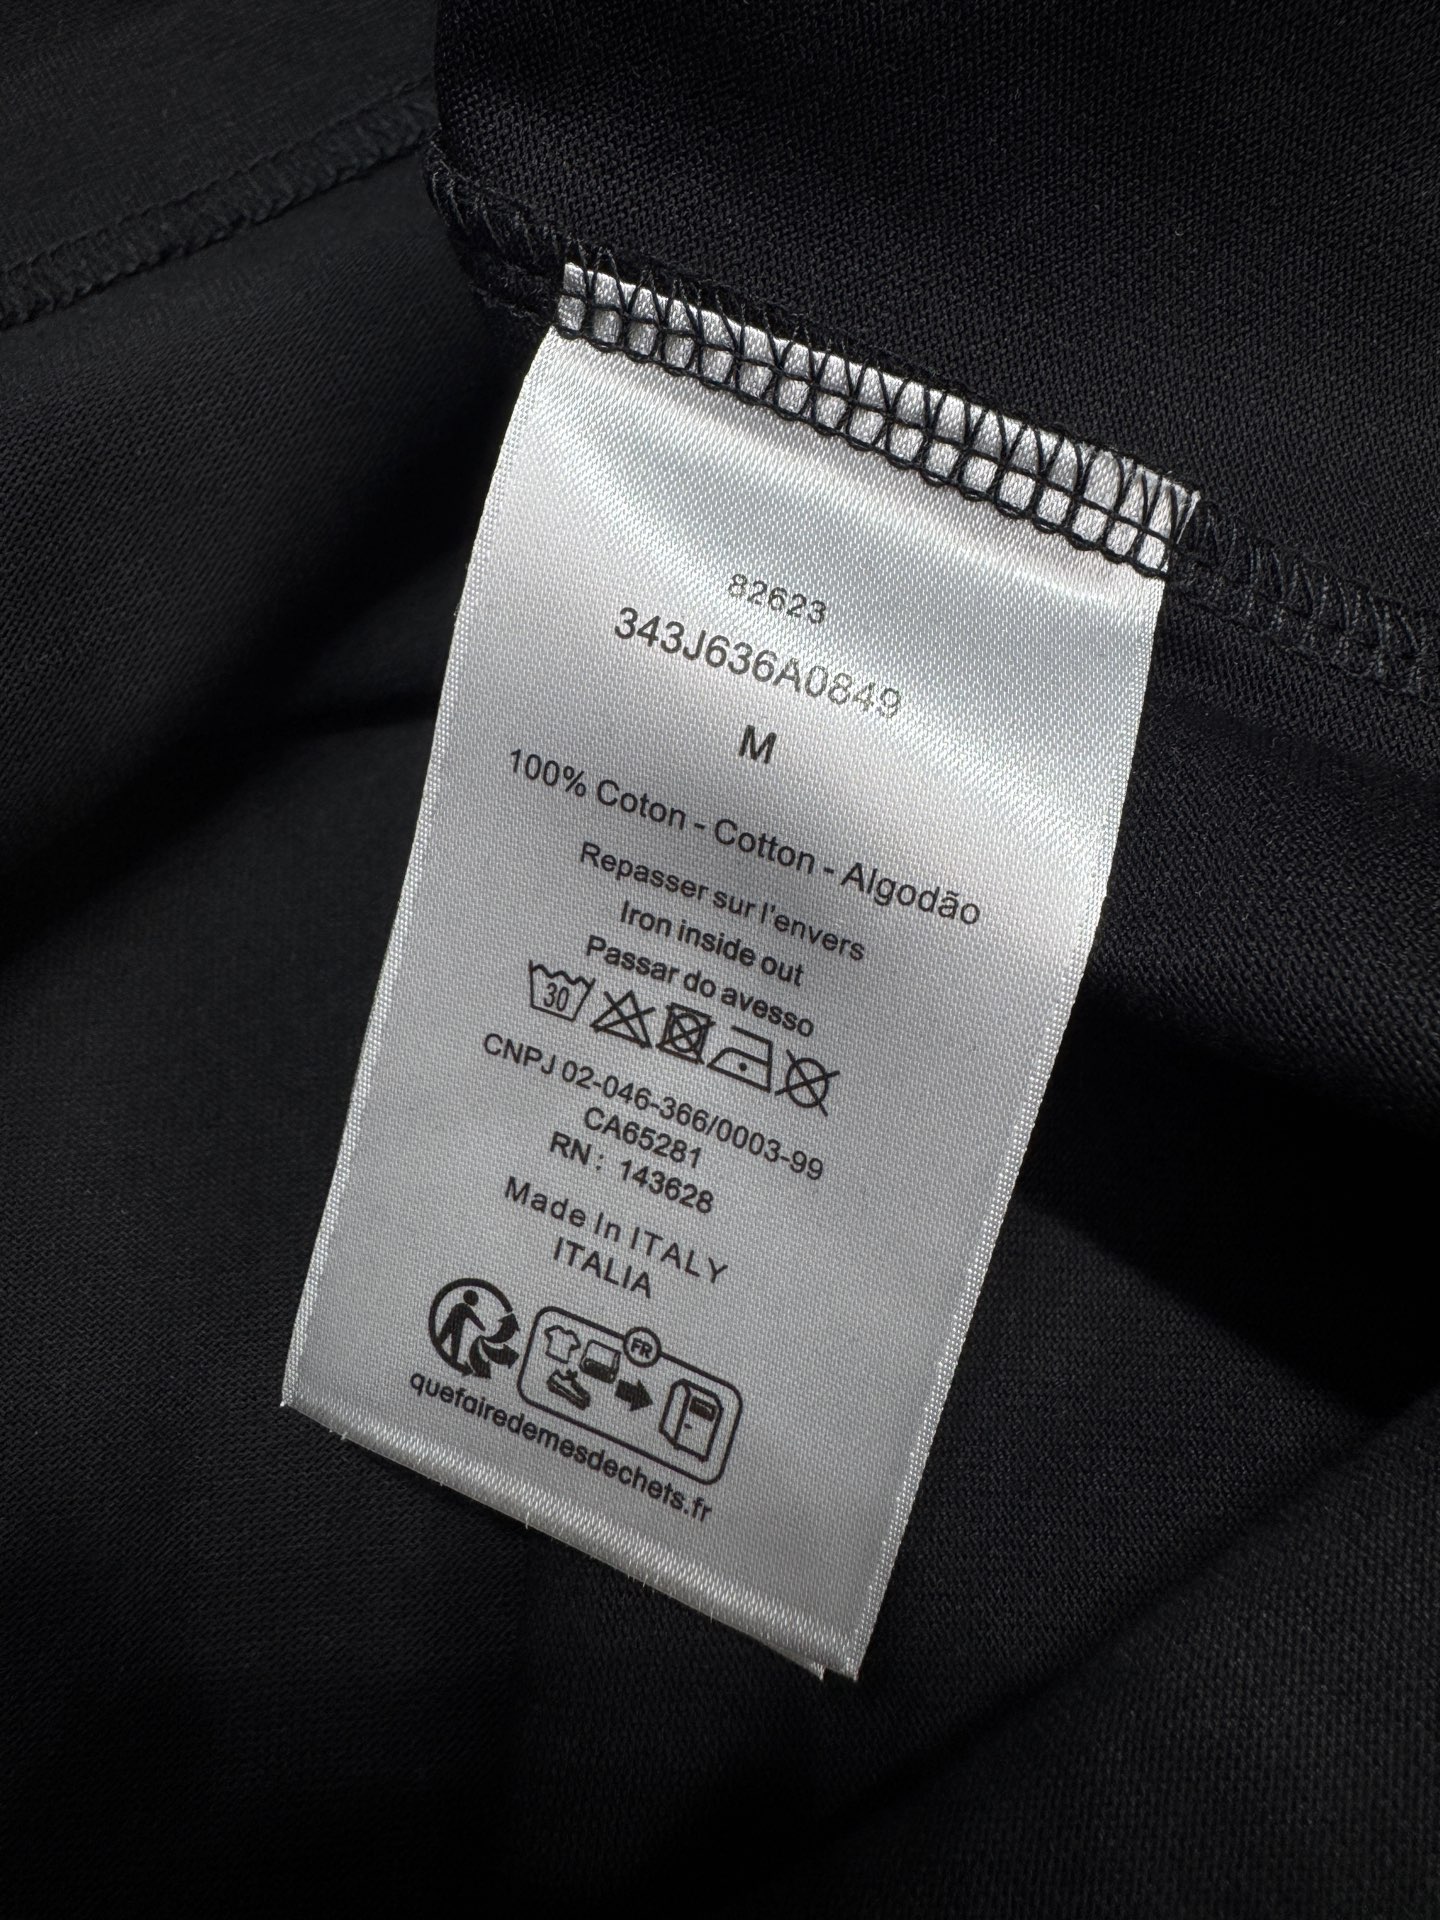 82623
343J636A0849
M
100% Coton - Cotton - Algodão
Repasser sur l'envers
Iron inside out
Passar do avesso
30
CNPJ 02-046-366/0003-99
CA65281
RN : 143628
Made In ITALY
ITALIA
FR
quefairedemesdechets.fr